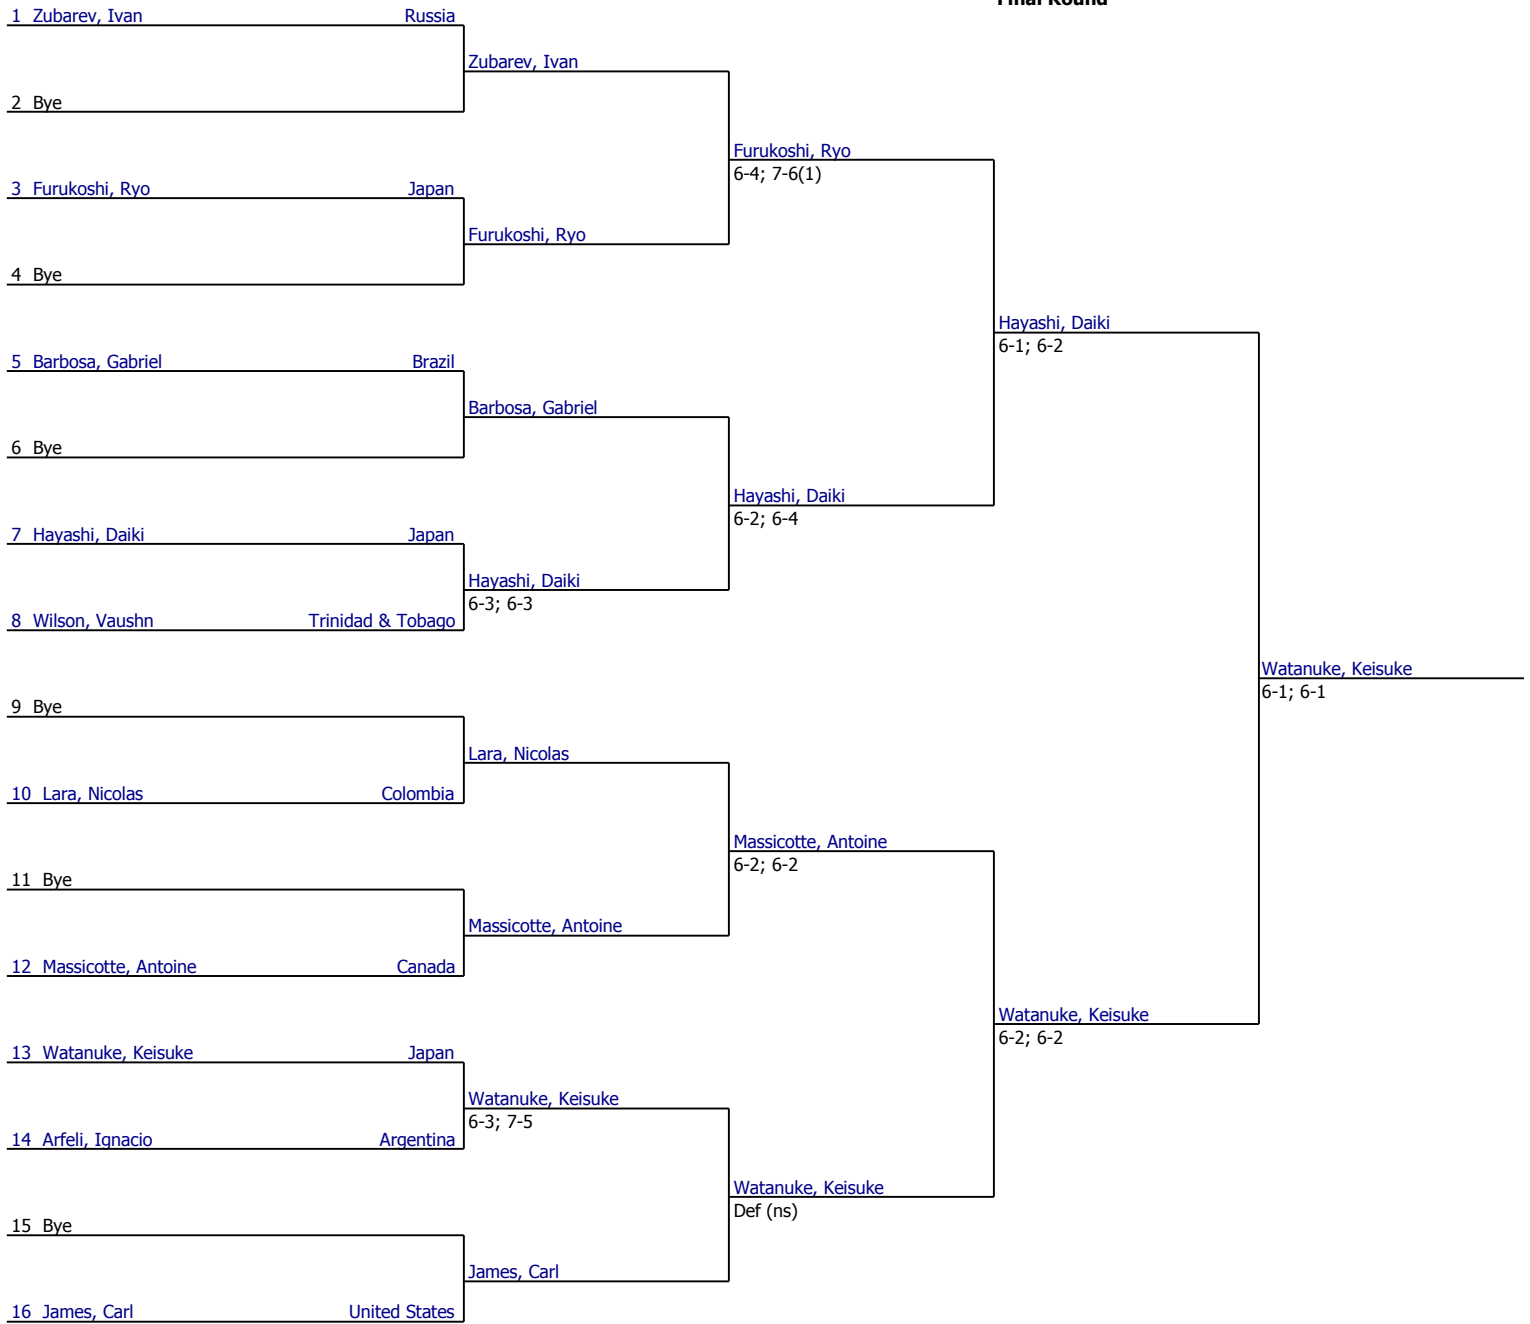 Final Round
1 Zubarev, Ivan Russia
Zubarev, Ivan
2 Bye
Furukoshi, Ryo
6-4; 7-6(1)
3 Furukoshi, Ryo Japan
Furukoshi, Ryo
4 Bye
Hayashi, Daiki
6-1; 6-2
5 Barbosa, Gabriel Brazil
Barbosa, Gabriel
6 Bye
Hayashi, Daiki
6-2; 6-4
7 Hayashi, Daiki Japan
Hayashi, Daiki
6-3; 6-3
8 Wilson, Vaushn Trinidad & Tobago
Watanuke, Keisuke
6-1; 6-1
9 Bye
Lara, Nicolas
10 Lara, Nicolas Colombia
Massicotte, Antoine
6-2; 6-2
11 Bye
Massicotte, Antoine
12 Massicotte, Antoine Canada
Watanuke, Keisuke
6-2; 6-2
13 Watanuke, Keisuke Japan
Watanuke, Keisuke
6-3; 7-5
14 Arfeli, Ignacio Argentina
Watanuke, Keisuke
Def (ns)
15 Bye
James, Carl
16 James, Carl United States